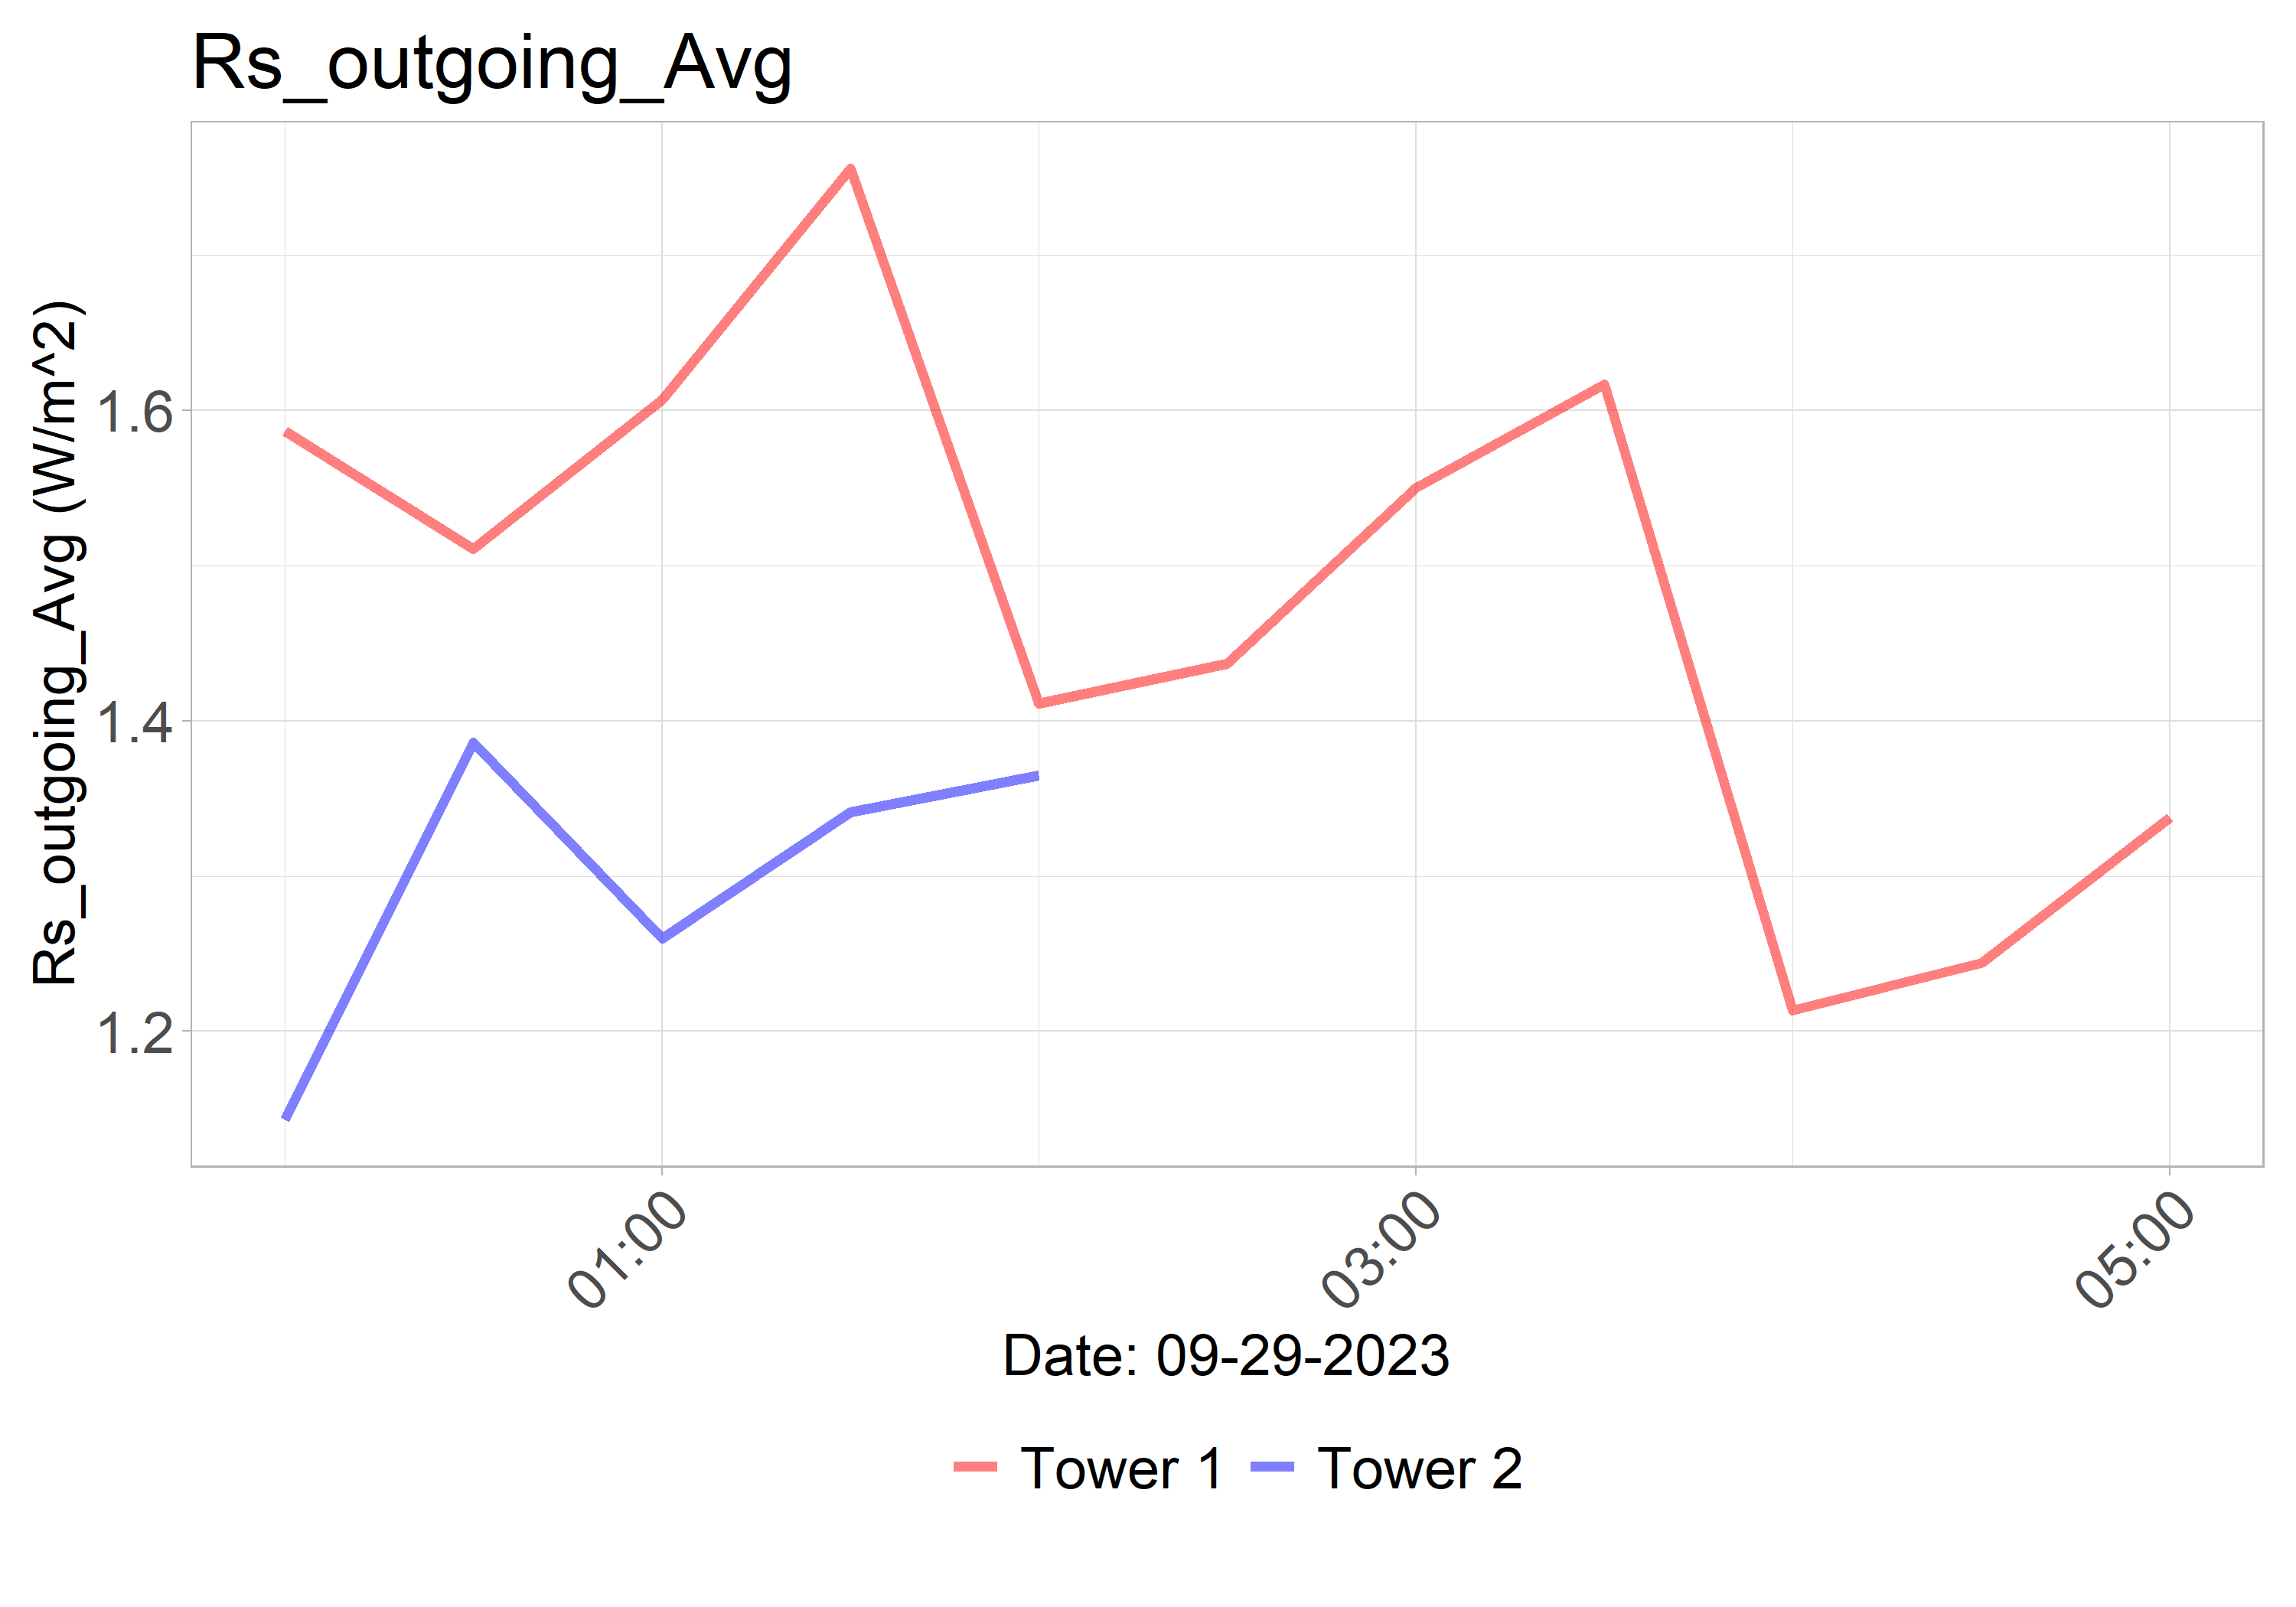 Rs_outgoing_Avg
Rs_outgoing_Avg (W/m^2)
1.6
1.4
1.2
01:00
03:00
05:00
Date: 09-29-2023
Tower 1
Tower 2